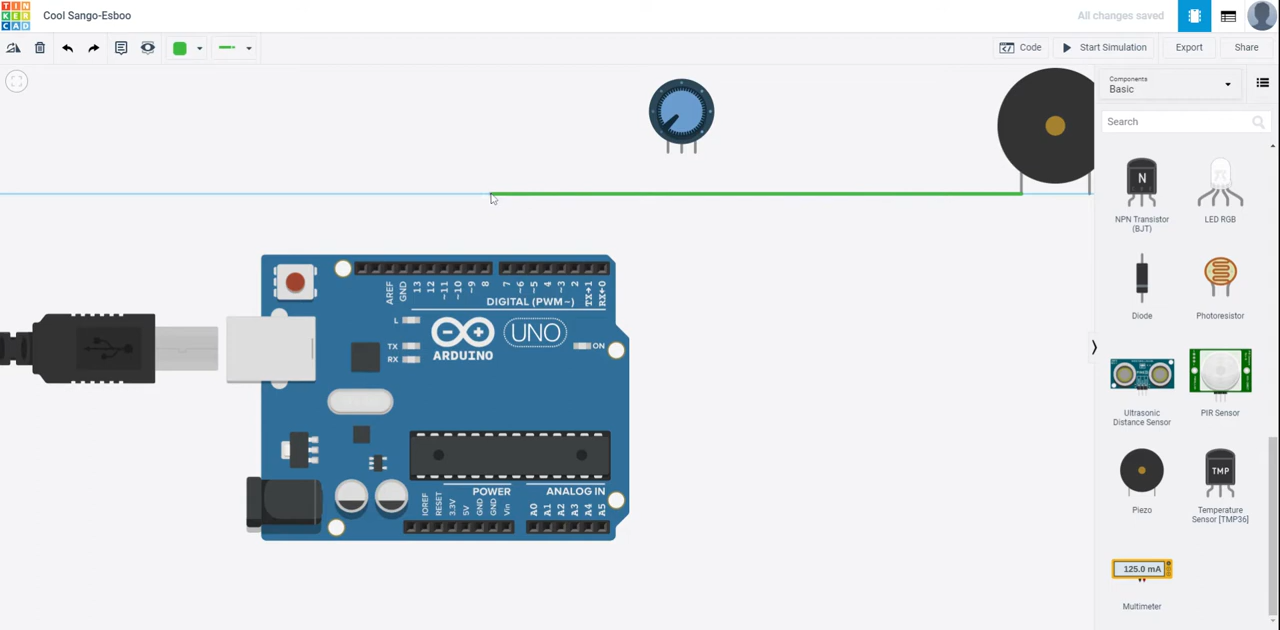 TIN
KER
CAD
Cool Sango-Esboo
All changes saved
Code
Start Simulation
Export
Share
Components
Basic
Search
N
NPN Transistor
(BJT)
LED RGB
Diode
Photoresistor
Ultrasonic
Distance Sensor
PIR Sensor
Piezo
TMP
Temperature
Sensor [TMP36]
125.0 mA
Multimeter
AREF
GND
13
12
~11
~10
~9
8
7
~6
~5
4
~3
2
TX→1
RX←0
DIGITAL (PWM~)
L
TX
RX
ARDUINO
UNO
ON
POWER
ANALOG IN
IOREF
RESET
3.3V
5V
GND
GND
Vin
A0
A1
A2
A3
A4
A5